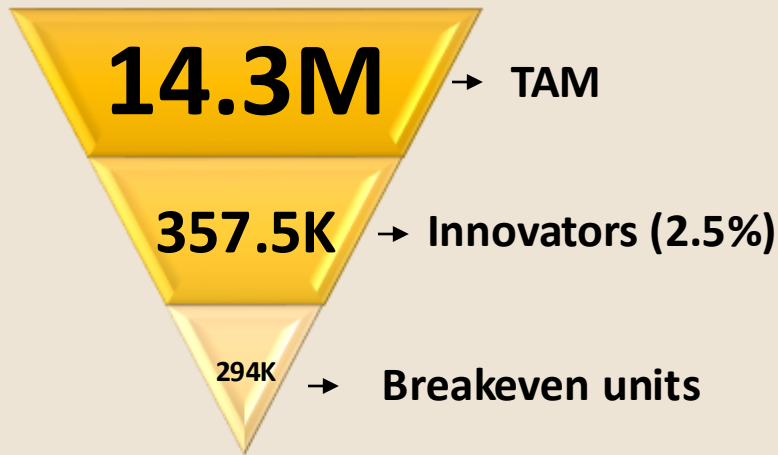 14.3M → TAM
357.5K → Innovators (2.5%)
294K → Breakeven units